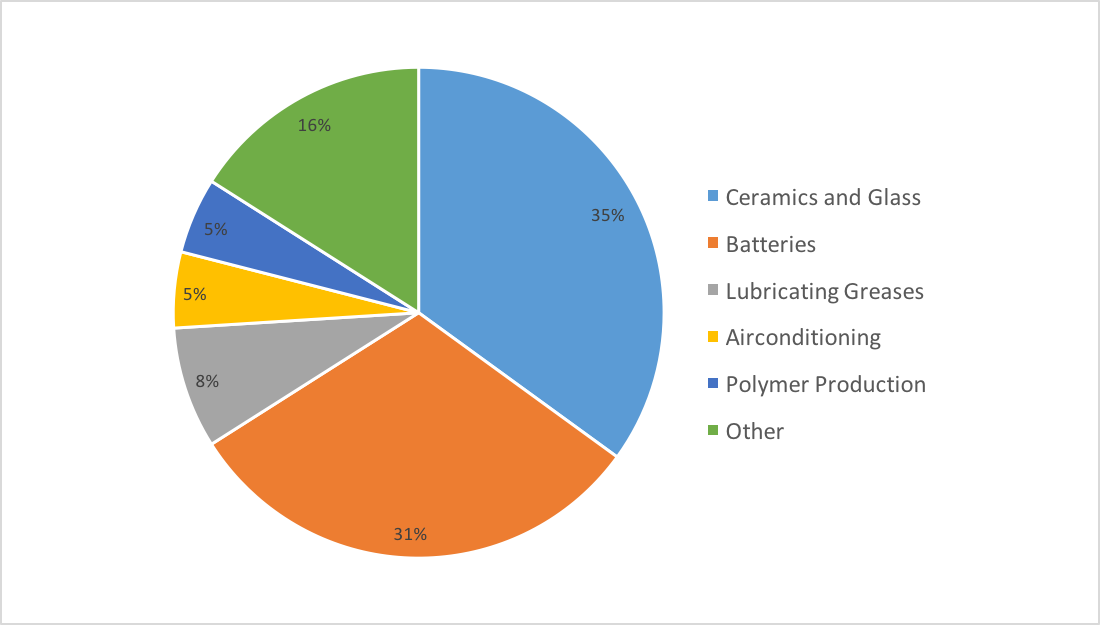 16%
35%
5%
5%
8%
31%
Ceramics and Glass
Batteries
Lubricating Greases
Airconditioning
Polymer Production
Other